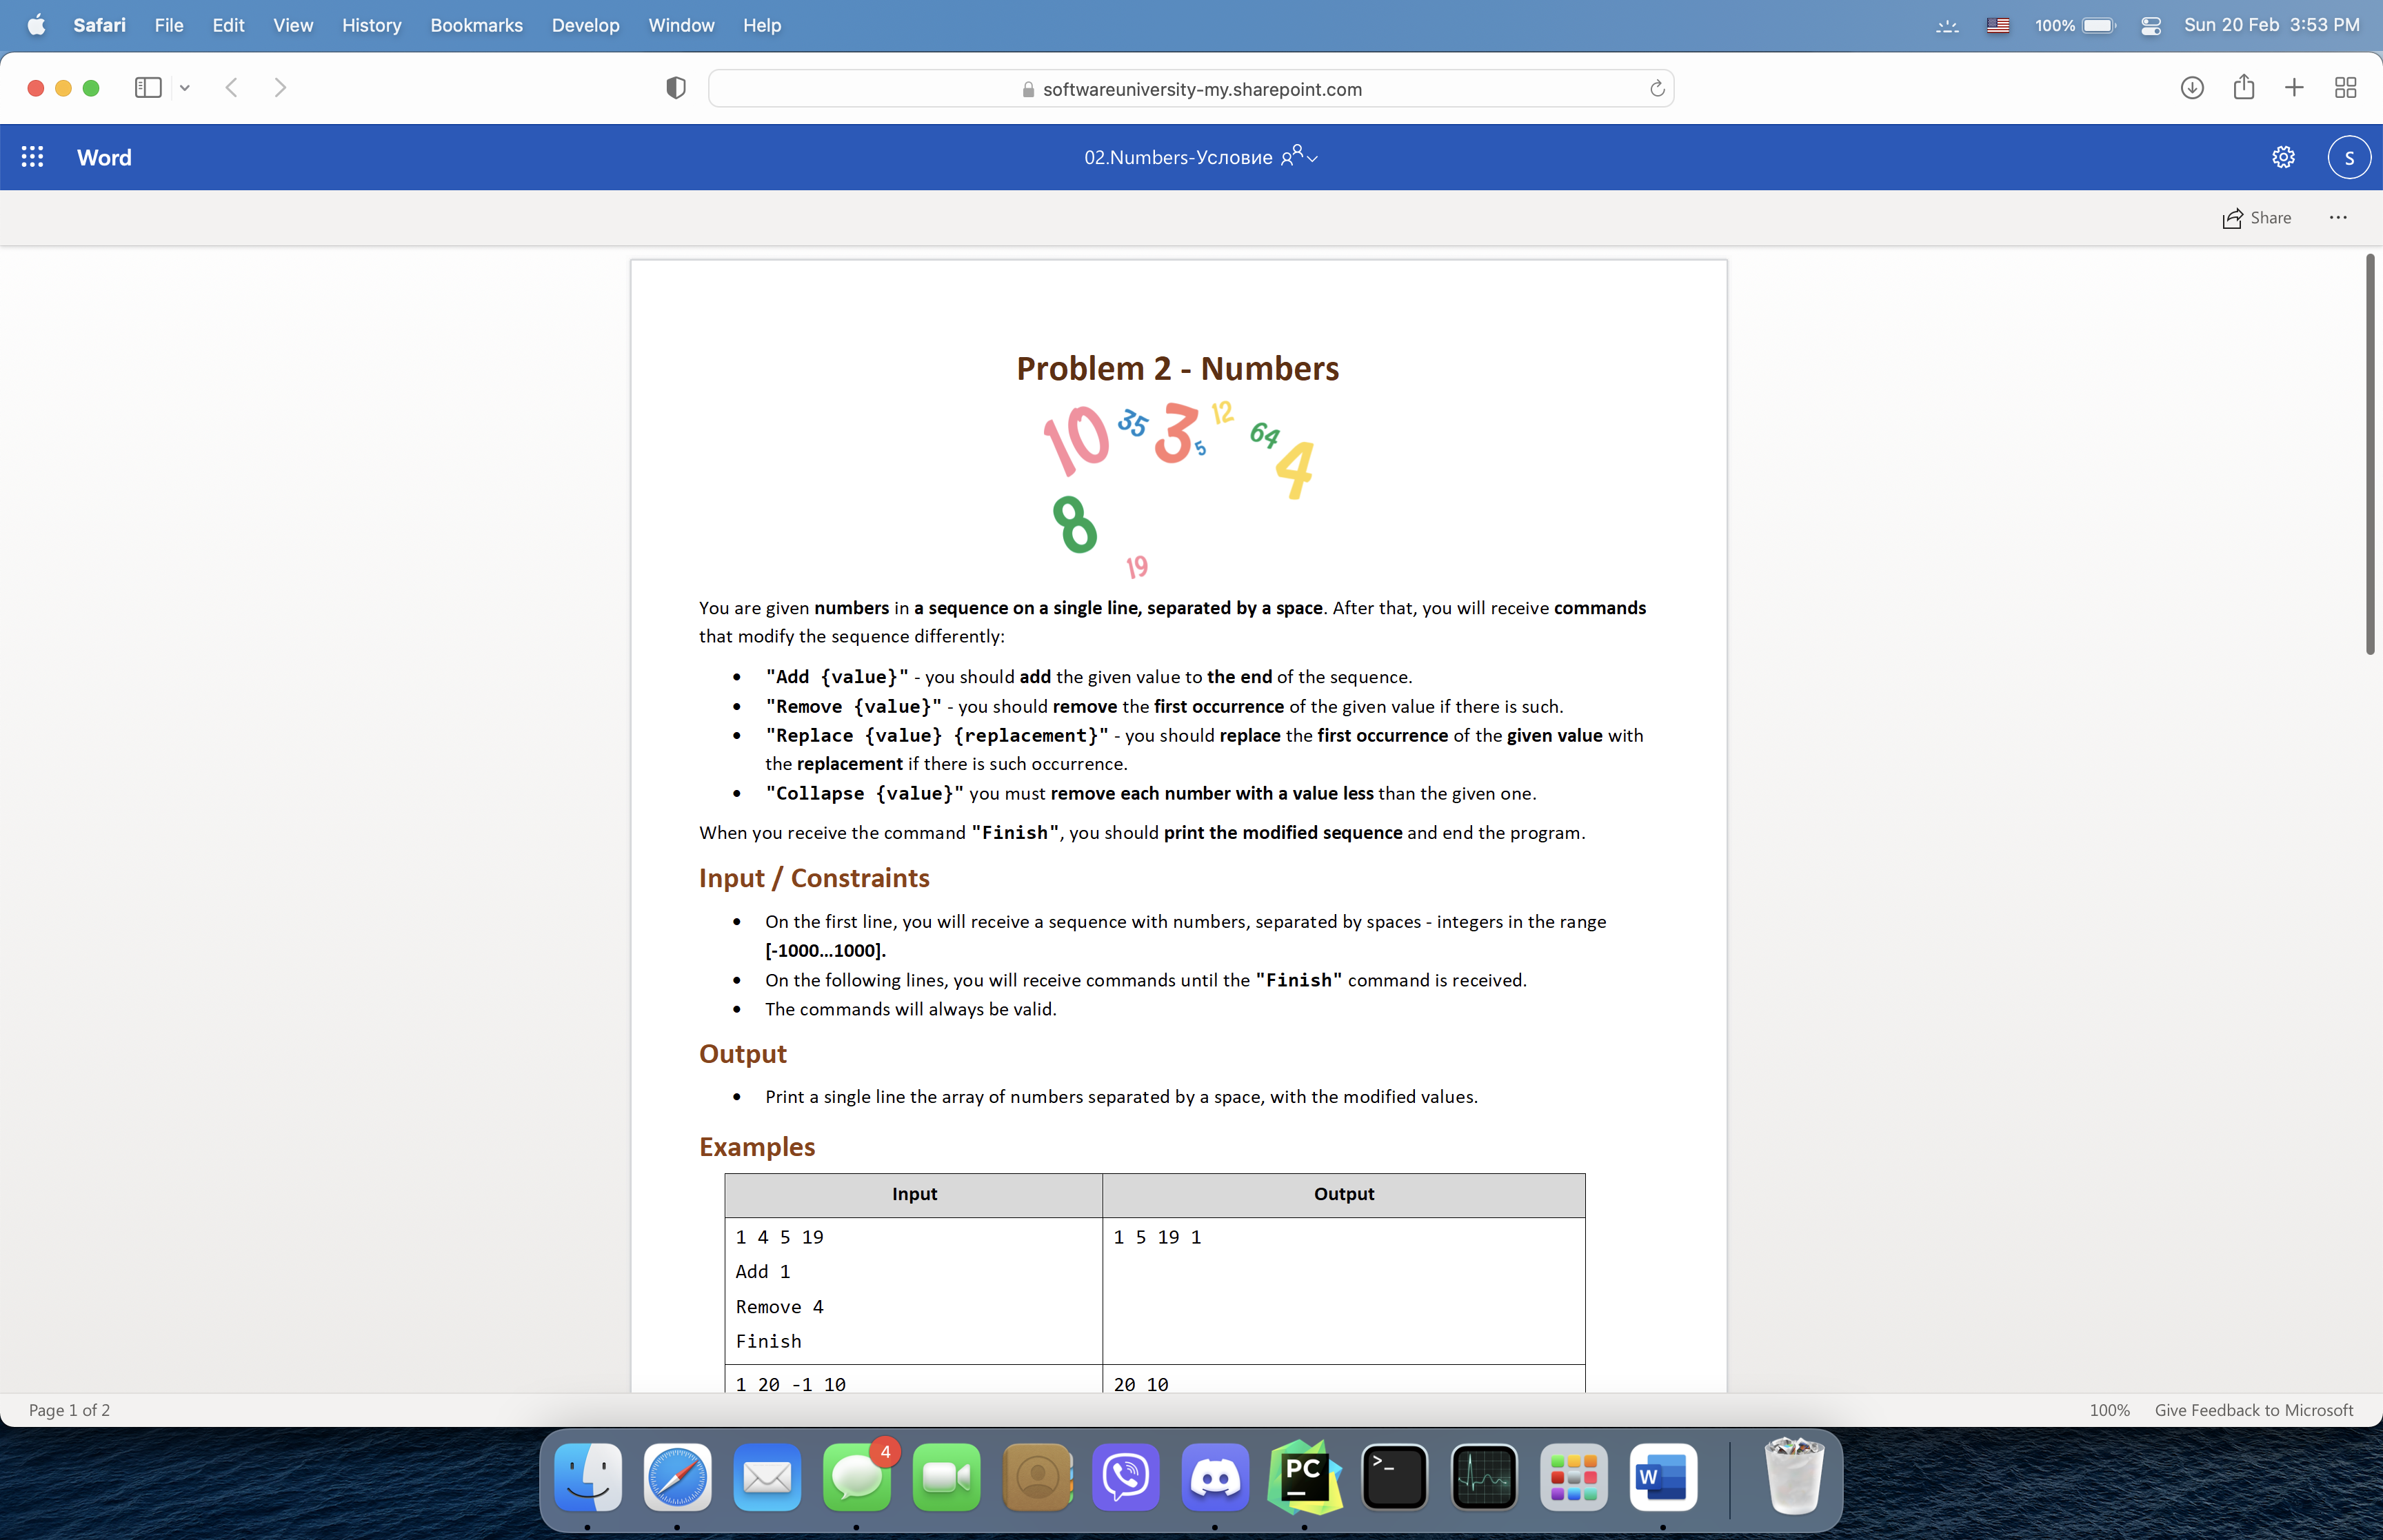 Safari File Edit View History Bookmarks Develop Window Help 100% Sun 20 Feb 3:53 PM
softwareuniversity-my.sharepoint.com
Word 02.Numbers-Условие S
Share
Problem 2 - Numbers
10 35 3 5 12 64 4
8
19
You are given numbers in a sequence on a single line, separated by a space. After that, you will receive commands
that modify the sequence differently:
• "Add {value}" - you should add the given value to the end of the sequence.
• "Remove {value}" - you should remove the first occurrence of the given value if there is such.
• "Replace {value} {replacement}" - you should replace the first occurrence of the given value with
the replacement if there is such occurrence.
• "Collapse {value}" you must remove each number with a value less than the given one.
When you receive the command "Finish", you should print the modified sequence and end the program.
Input / Constraints
• On the first line, you will receive a sequence with numbers, separated by spaces - integers in the range
[-1000…1000].
• On the following lines, you will receive commands until the "Finish" command is received.
• The commands will always be valid.
Output
• Print a single line the array of numbers separated by a space, with the modified values.
Examples
Input Output
1 4 5 19 1 5 19 1
Add 1
Remove 4
Finish
1 20 -1 10 20 10
Page 1 of 2 100% Give Feedback to Microsoft
4 PC >_ W